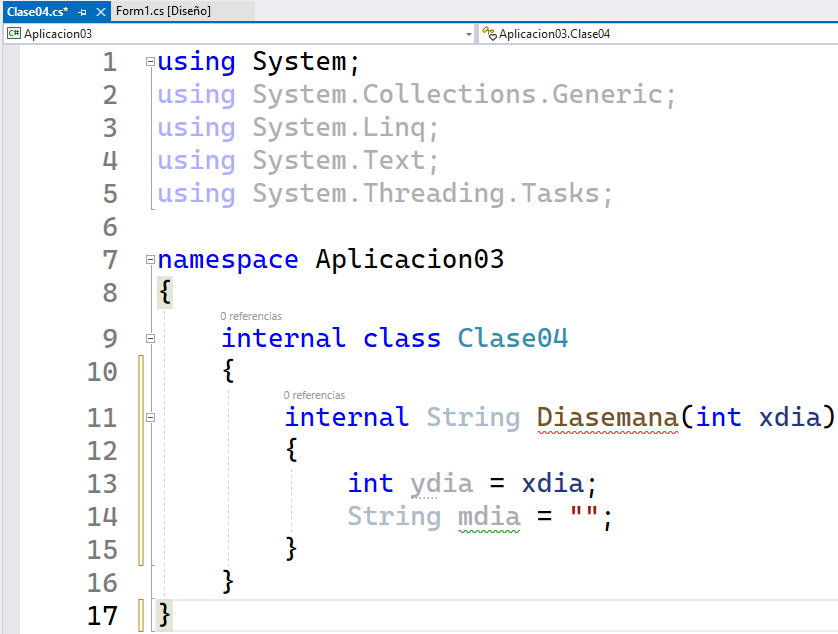 Clase04.cs* Form1.cs [Diseño]
C# Aplicacion03 Aplicacion03.Clase04
1 using System;
2 using System.Collections.Generic;
3 using System.Linq;
4 using System.Text;
5 using System.Threading.Tasks;
6
7 namespace Aplicacion03
8 {
0 referencias
9 internal class Clase04
10 {
0 referencias
11 internal String Diasemana(int xdia)
12 {
13 int ydia = xdia;
14 String mdia = "";
15 }
16 }
17 }